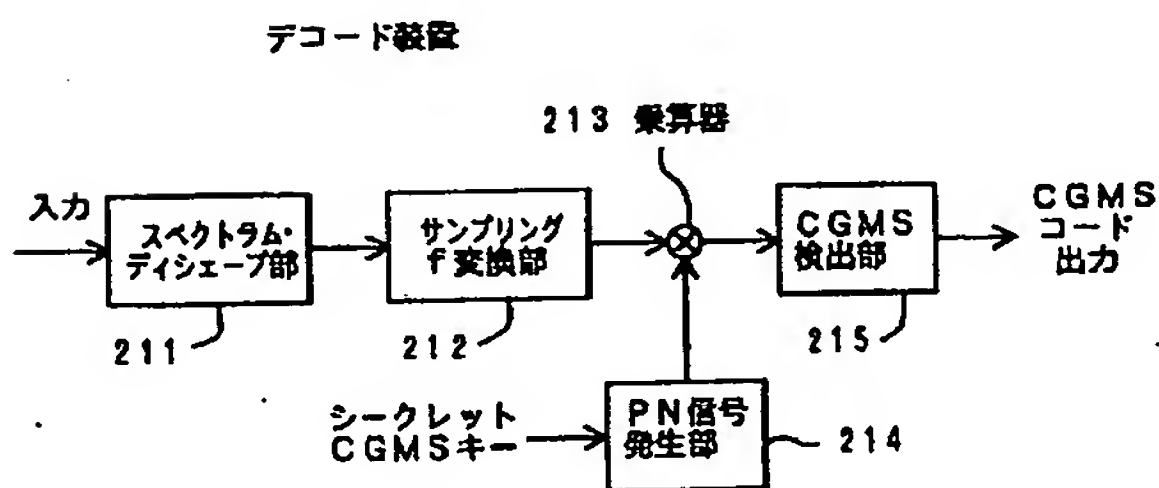 デコード装置
213 乗算器
入力
スペクトラム・
ディシェープ部
サンプリング
f変換部
CGMS
検出部
CGMS
コード
出力
211
212
215
シークレット
CGMSキー
PN信号
発生部
214